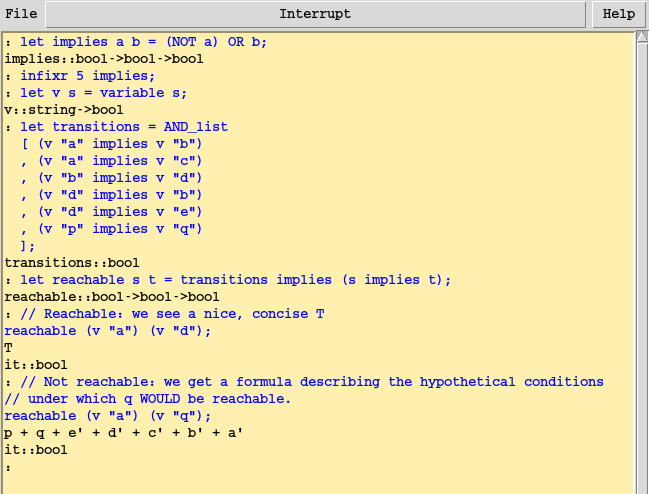 File Interrupt Help
: let implies a b = (NOT a) OR b;
implies::bool->bool->bool
: infixr 5 implies;
: let v s = variable s;
v::string->bool
: let transitions = AND_list
  [ (v "a" implies v "b")
  , (v "a" implies v "c")
  , (v "b" implies v "d")
  , (v "d" implies v "b")
  , (v "d" implies v "e")
  , (v "p" implies v "q")
  ];
transitions::bool
: let reachable s t = transitions implies (s implies t);
reachable::bool->bool->bool
: // Reachable: we see a nice, concise T
reachable (v "a") (v "d");
T
it::bool
: // Not reachable: we get a formula describing the hypothetical conditions
// under which q WOULD be reachable.
reachable (v "a") (v "q");
p + q + e' + d' + c' + b' + a'
it::bool
: